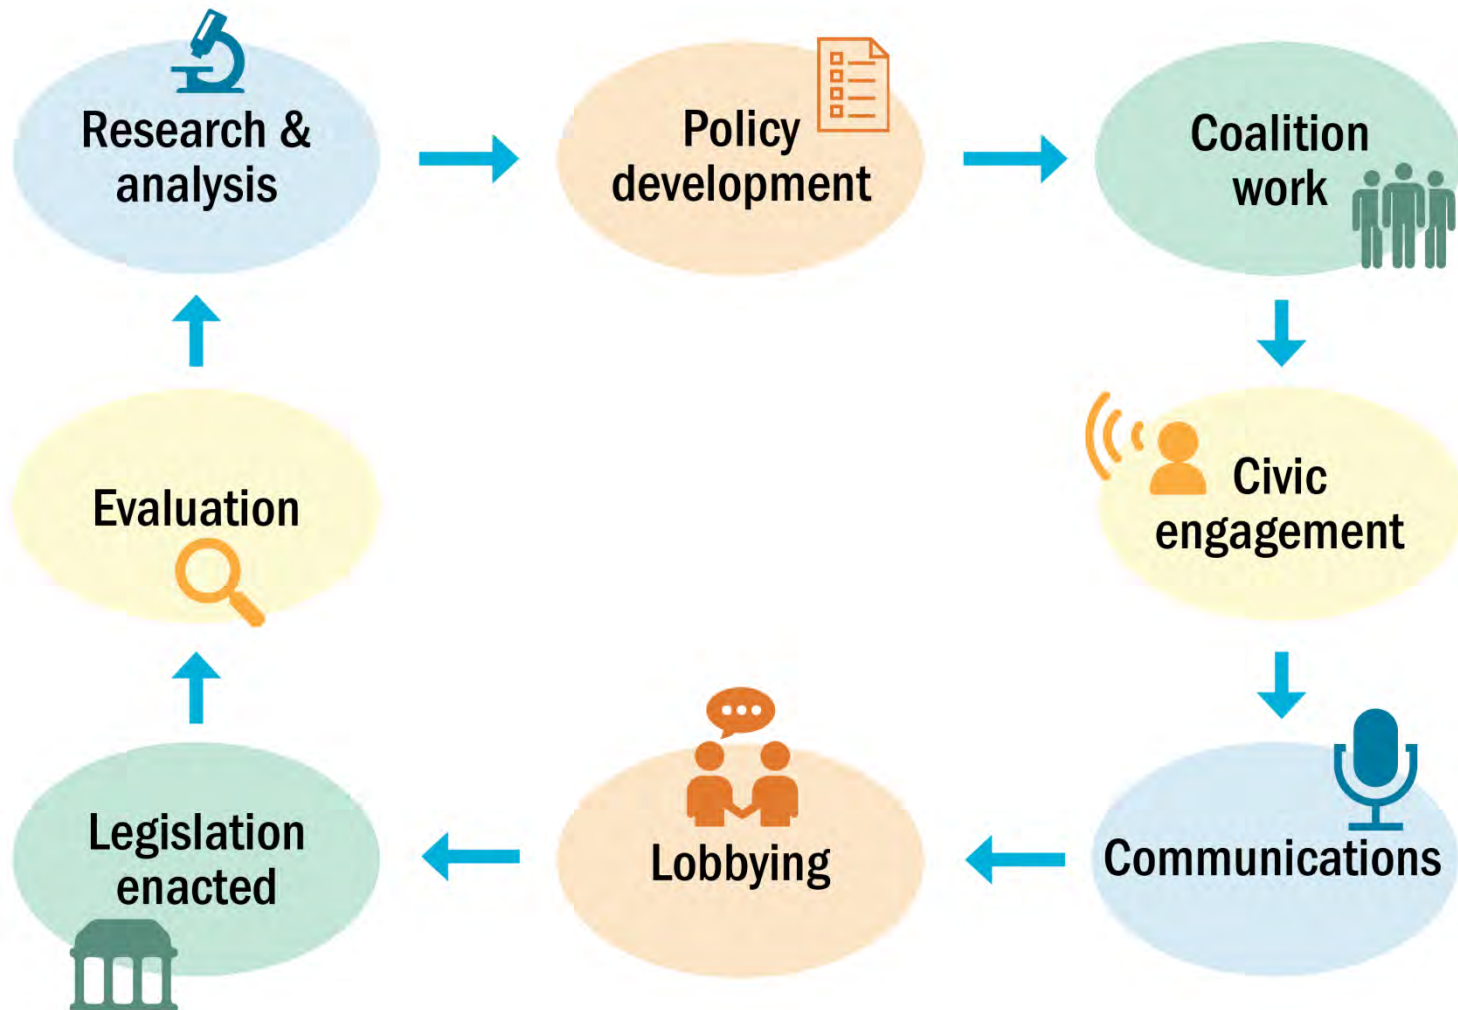 Research &
analysis
Policy
development
Coalition
work
Civic
engagement
Communications
Lobbying
Legislation
enacted
Evaluation